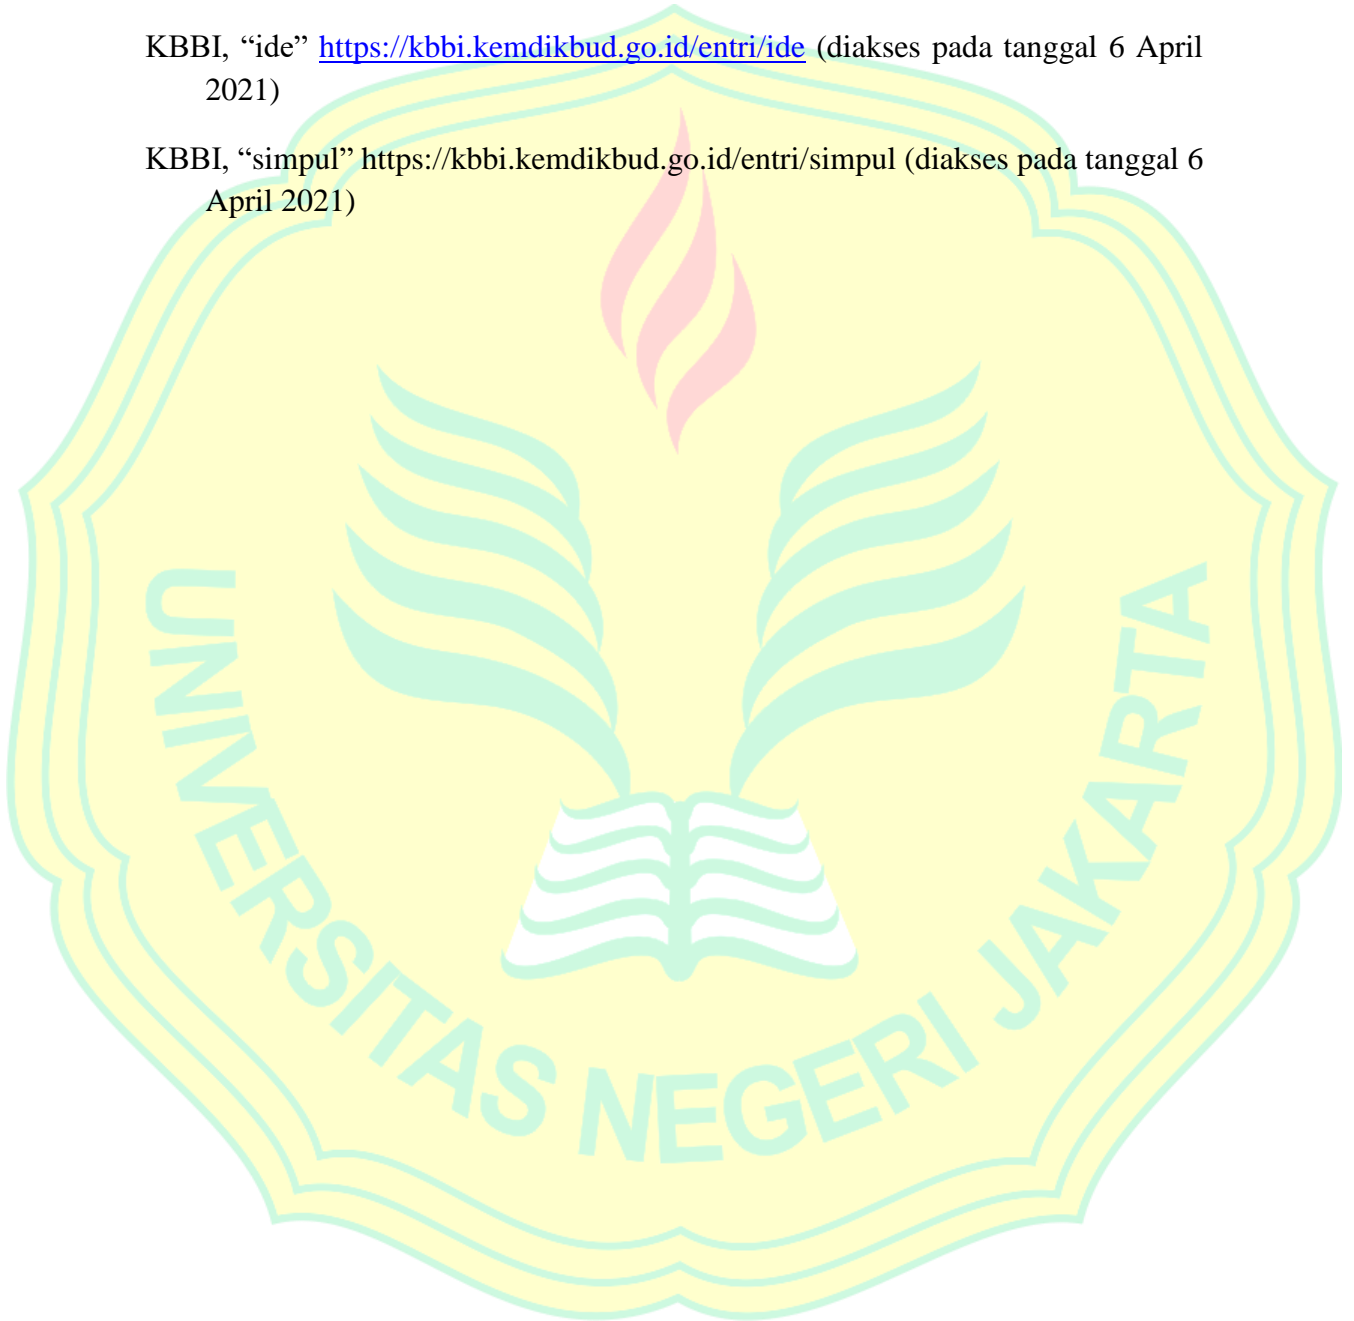 KBBI, “ide” https://kbbi.kemdikbud.go.id/entri/ide (diakses pada tanggal 6 April
2021)
KBBI, “simpul” https://kbbi.kemdikbud.go.id/entri/simpul (diakses pada tanggal 6
April 2021)
UNIVERSITAS NEGERI JAKARTA